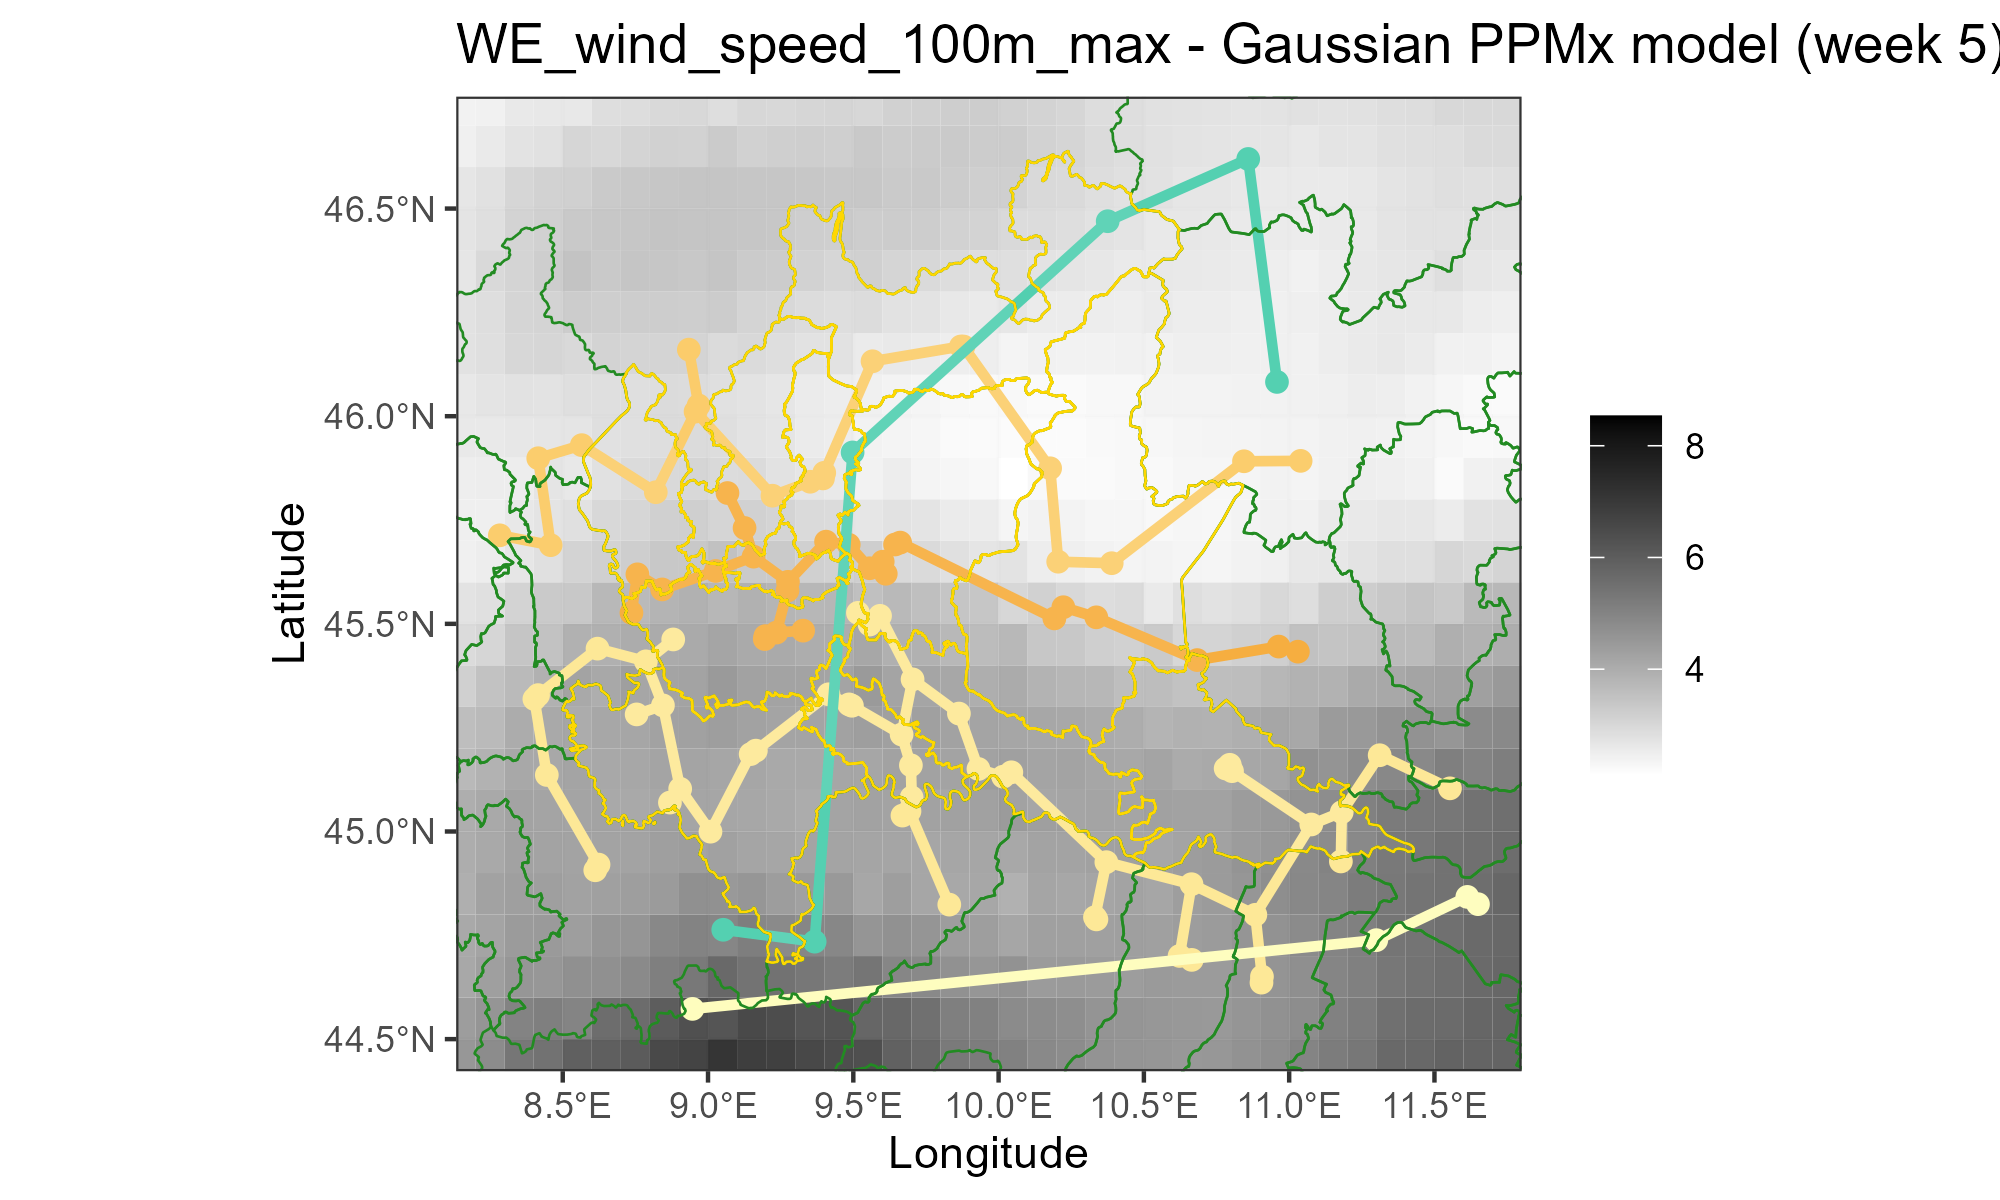 WE_wind_speed_100m_max - Gaussian PPMx model (week 5)
46.5°N
46.0°N
45.5°N
45.0°N
44.5°N
Latitude
8.5°E 9.0°E 9.5°E 10.0°E 10.5°E 11.0°E 11.5°E
Longitude
8
6
4